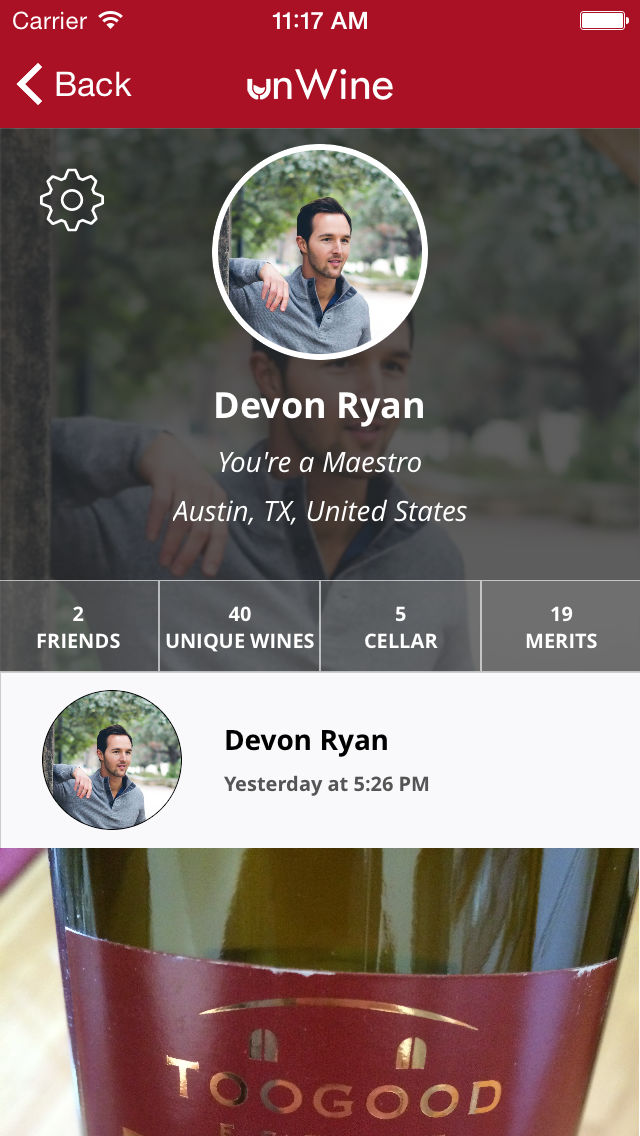 Carrier 11:17 AM
Back unWine
Devon Ryan
You're a Maestro
Austin, TX, United States
2 40 5 19
FRIENDS UNIQUE WINES CELLAR MERITS
Devon Ryan
Yesterday at 5:26 PM
TOOGOOD